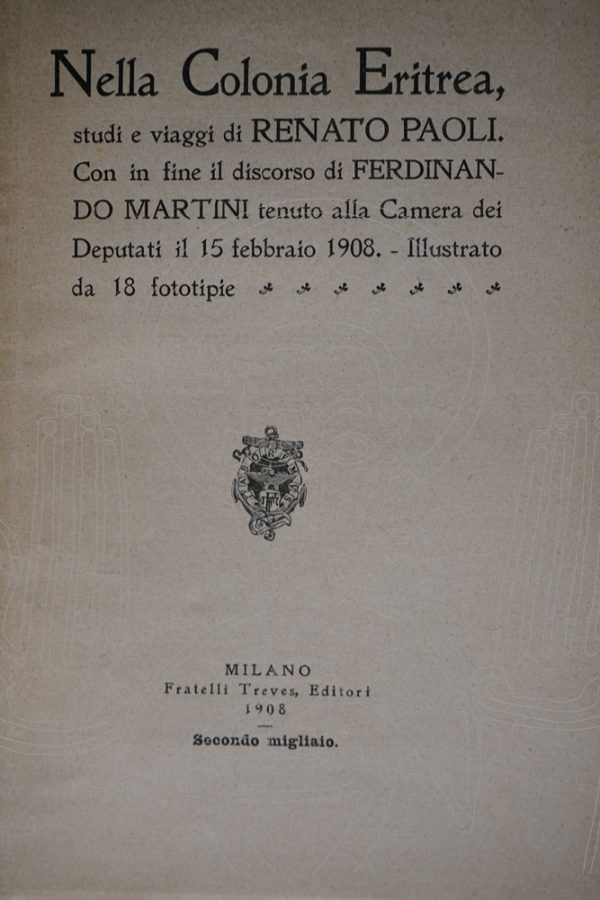 Nella Colonia Eritrea,
studi e viaggi di RENATO PAOLI.
Con in fine il discorso di FERDINAN-
DO MARTINI tenuto alla Camera dei
Deputati il 15 febbraio 1908. - Illustrato
da 18 fototipie
MILANO
Fratelli Treves, Editori
1908
Secondo migliaio.